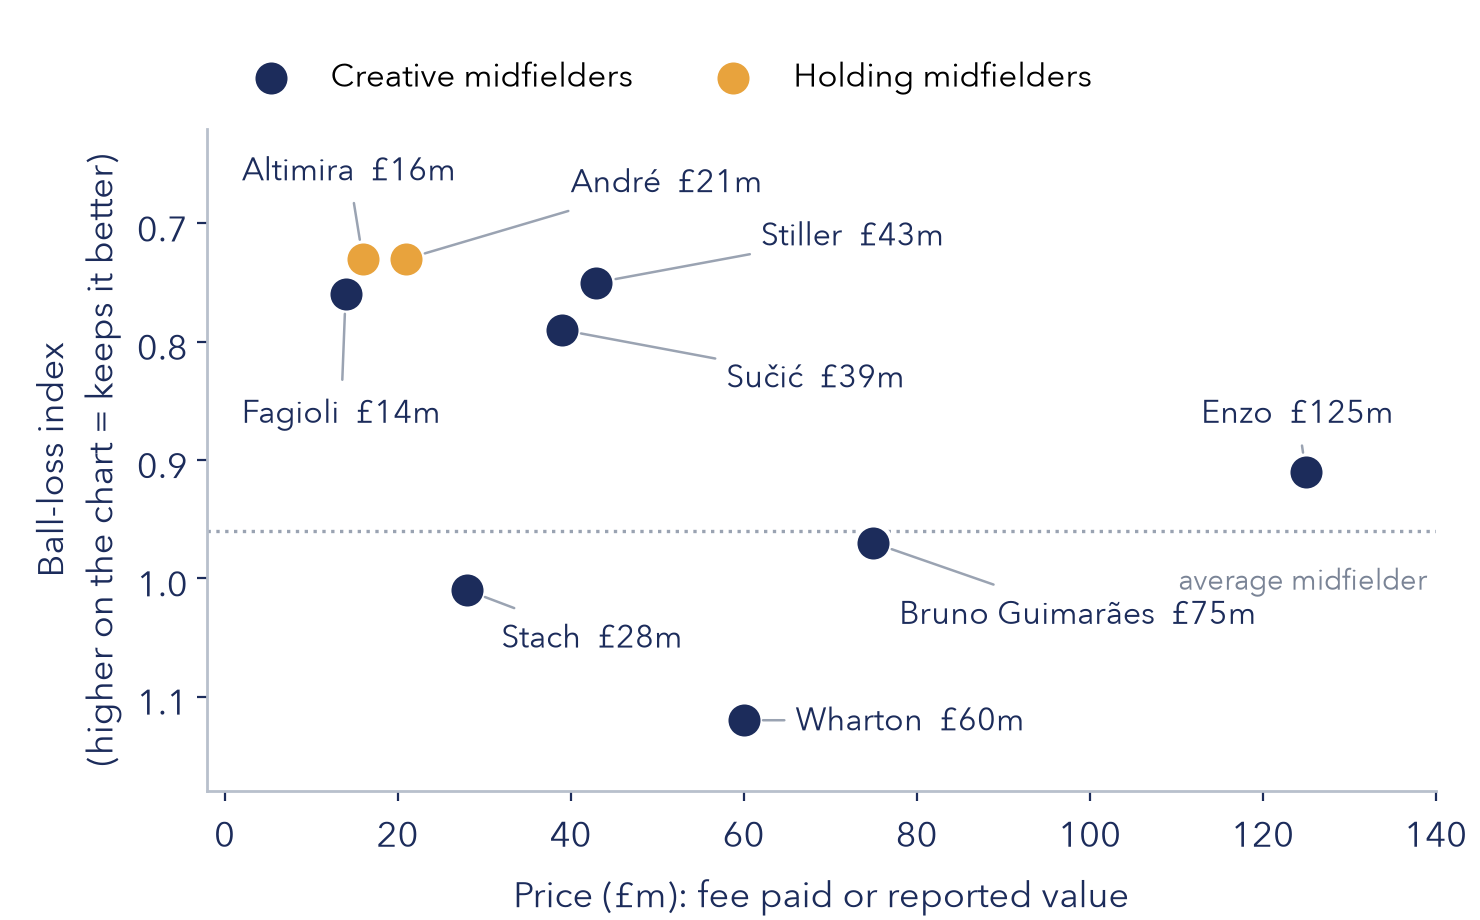 Creative midfielders
Holding midfielders
Altimira £16m
André £21m
Stiller £43m
Sučić £39m
Fagioli £14m
Enzo £125m
average midfielder
Bruno Guimarães £75m
Stach £28m
Wharton £60m
Ball-loss index
(higher on the chart = keeps it better)
0.7
0.8
0.9
1.0
1.1
0 20 40 60 80 100 120 140
Price (£m): fee paid or reported value